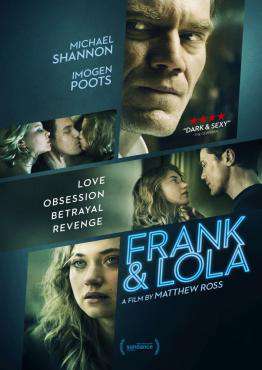 MICHAEL
SHANNON
IMOGEN
POOTS
★★★★
"DARK & SEXY"
LOVE
OBSESSION
BETRAYAL
REVENGE
FRANK
& LOLA
A FILM BY MATTHEW ROSS
sundance